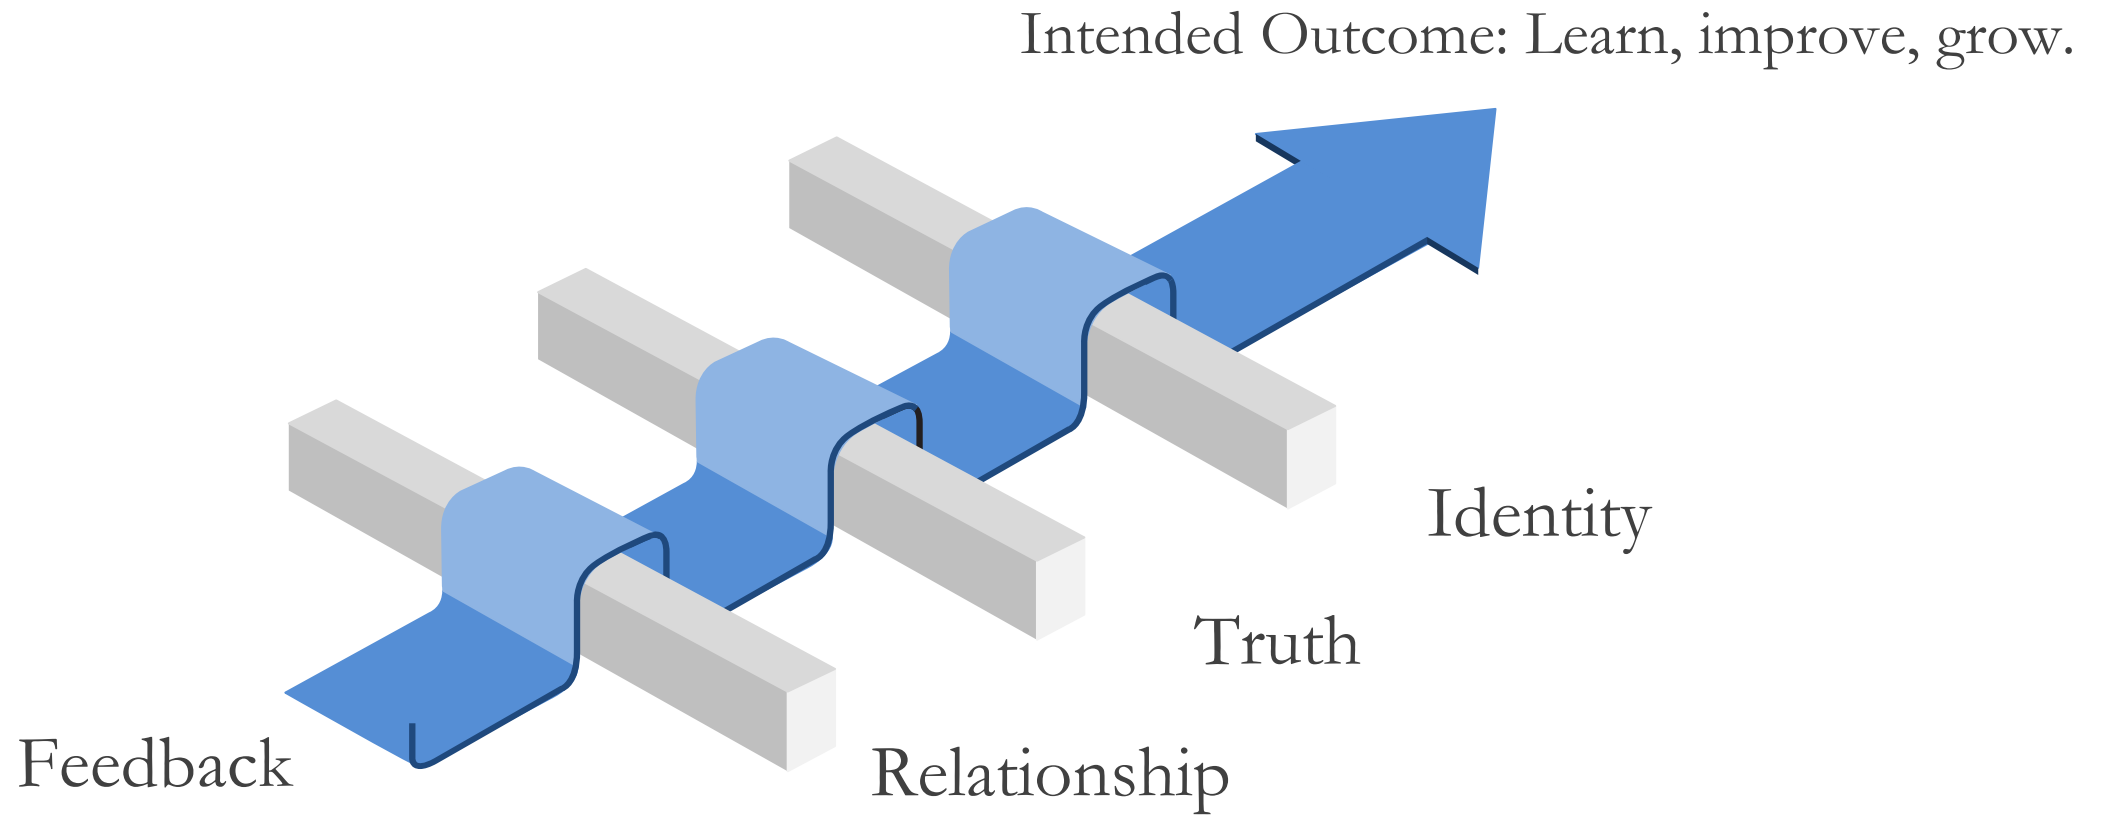 Intended Outcome: Learn, improve, grow.
Identity
Truth
Relationship
Feedback